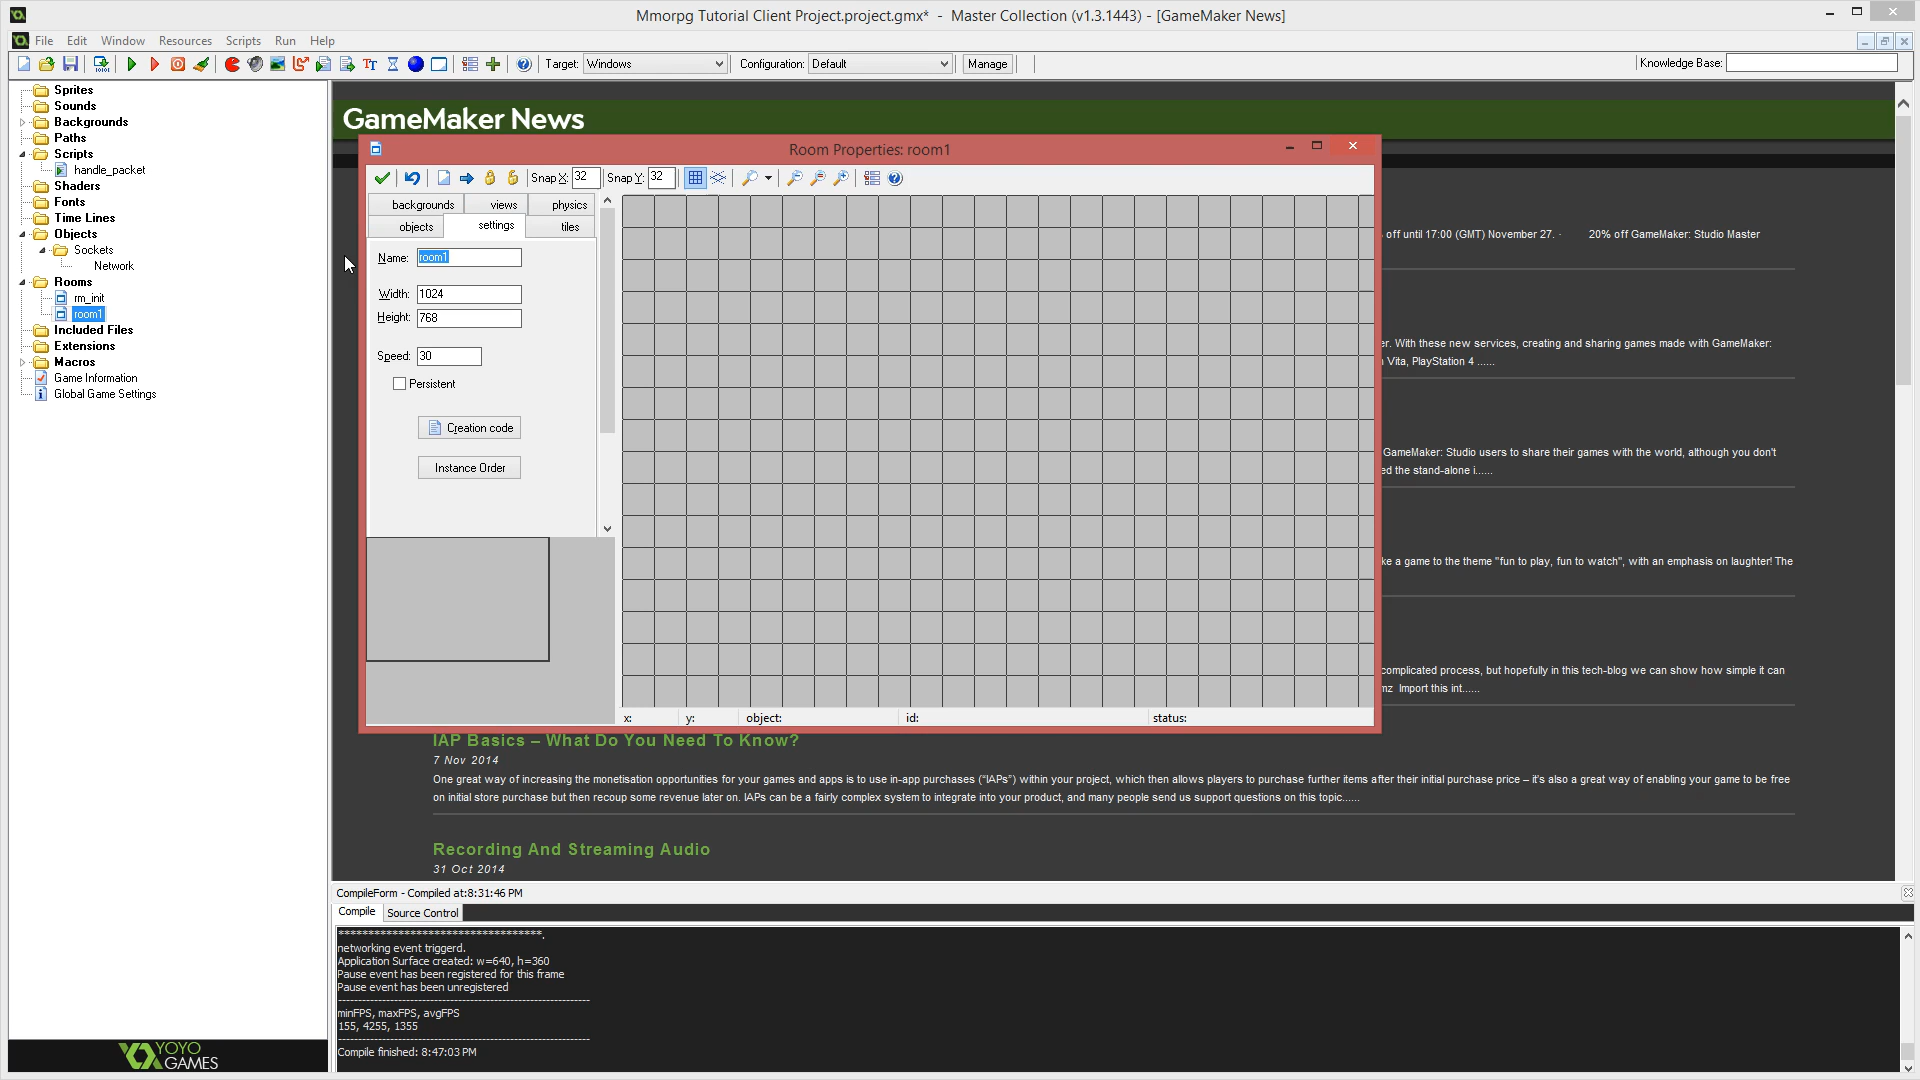 Mmorpg Tutorial Client Project.project.gmx* - Master Collection (v1.3.1443) - [GameMaker News]
File Edit Window Resources Scripts Run Help
Target: Windows Configuration: Default Manage Knowledge Base:
Sprites
Sounds
Backgrounds
Paths
Scripts
handle_packet
Shaders
Fonts
Time Lines
Objects
Sockets
Network
Rooms
rm_init
room1
Included Files
Extensions
Macros
Game Information
Global Game Settings
YOYO
GAMES
GameMaker News
Room Properties: room1
Snap X: 32 Snap Y: 32
backgrounds views physics
objects settings tiles
Name: room1
Width: 1024
Height: 768
Speed: 30
Persistent
Creation code
Instance Order
x: y: object: id: status:
off until 17:00 (GMT) November 27. · 20% off GameMaker: Studio Master
er. With these new services, creating and sharing games made with GameMaker:
Vita, PlayStation 4 ......
GameMaker: Studio users to share their games with the world, although you don't
ed the stand-alone i......
ke a game to the theme "fun to play, fun to watch", with an emphasis on laughter! The
complicated process, but hopefully in this tech-blog we can show how simple it can
mz Import this int......
IAP Basics – What Do You Need To Know?
7 Nov 2014
One great way of increasing the monetisation opportunities for your games and apps is to use in-app purchases (“IAPs”) within your project, which then allows players to purchase further items after their initial purchase price – it's also a great way of enabling your game to be free
on initial store purchase but then recoup some revenue later on. IAPs can be a fairly complex system to integrate into your product, and many people send us support questions on this topic......
Recording And Streaming Audio
31 Oct 2014
CompileForm - Compiled at:8:31:46 PM
Compile Source Control
networking event triggerd.
Application Surface created: w=640, h=360
Pause event has been registered for this frame
Pause event has been unregistered
minFPS, maxFPS, avgFPS
155, 4255, 1355
Compile finished: 8:47:03 PM